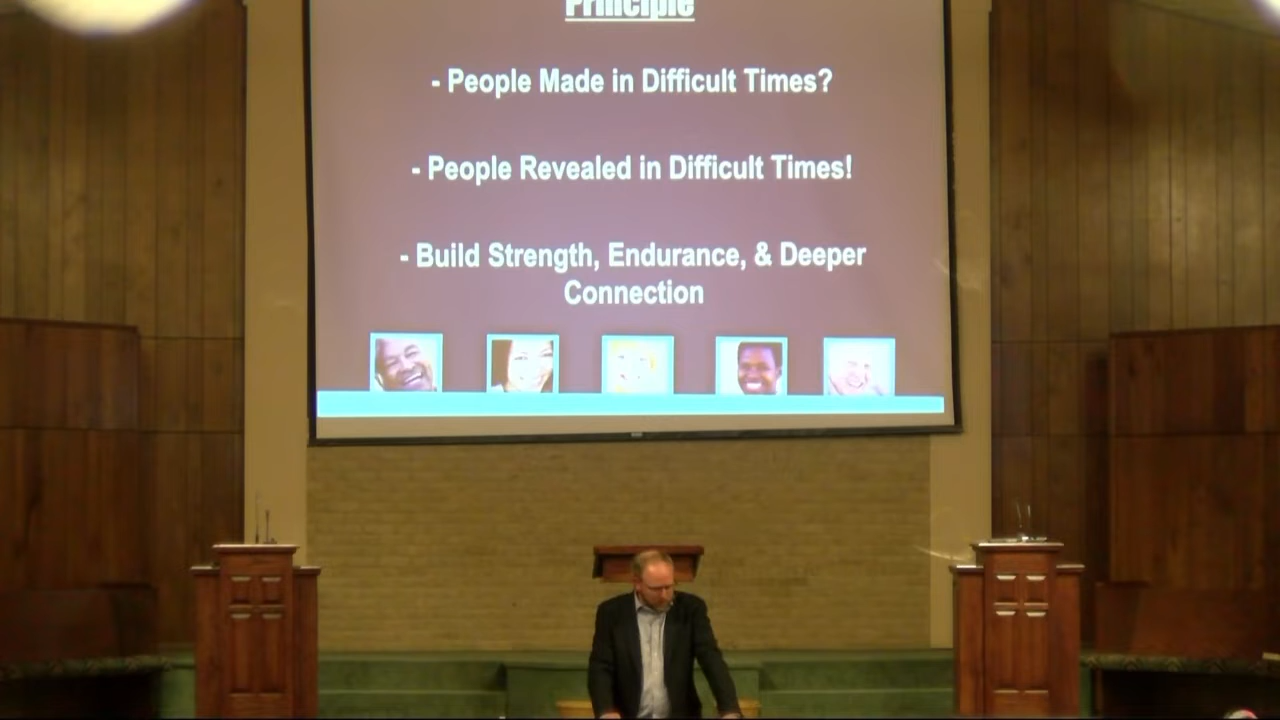 Principle
- People Made in Difficult Times?
- People Revealed in Difficult Times!
- Build Strength, Endurance, & Deeper
Connection